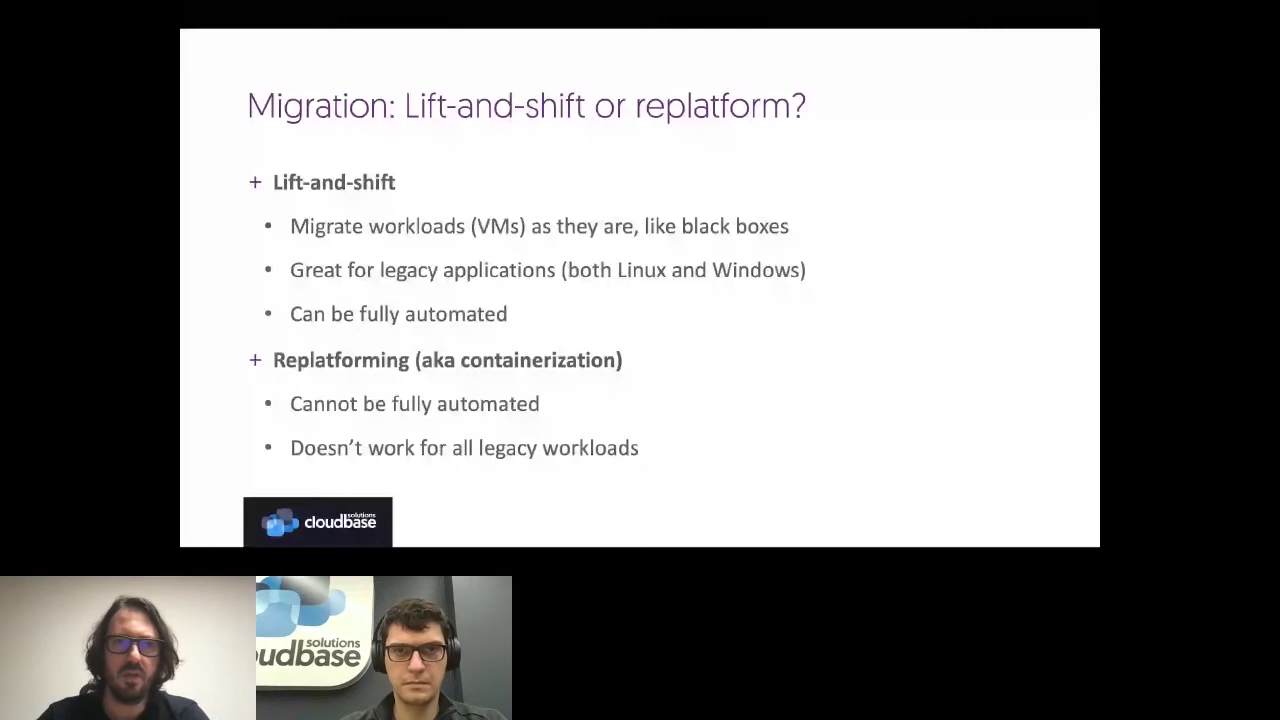 Migration: Lift-and-shift or replatform?
+ Lift-and-shift
• Migrate workloads (VMs) as they are, like black boxes
• Great for legacy applications (both Linux and Windows)
• Can be fully automated
+ Replatforming (aka containerization)
• Cannot be fully automated
• Doesn’t work for all legacy workloads
solutions
cloudbase
solutions
oudbase